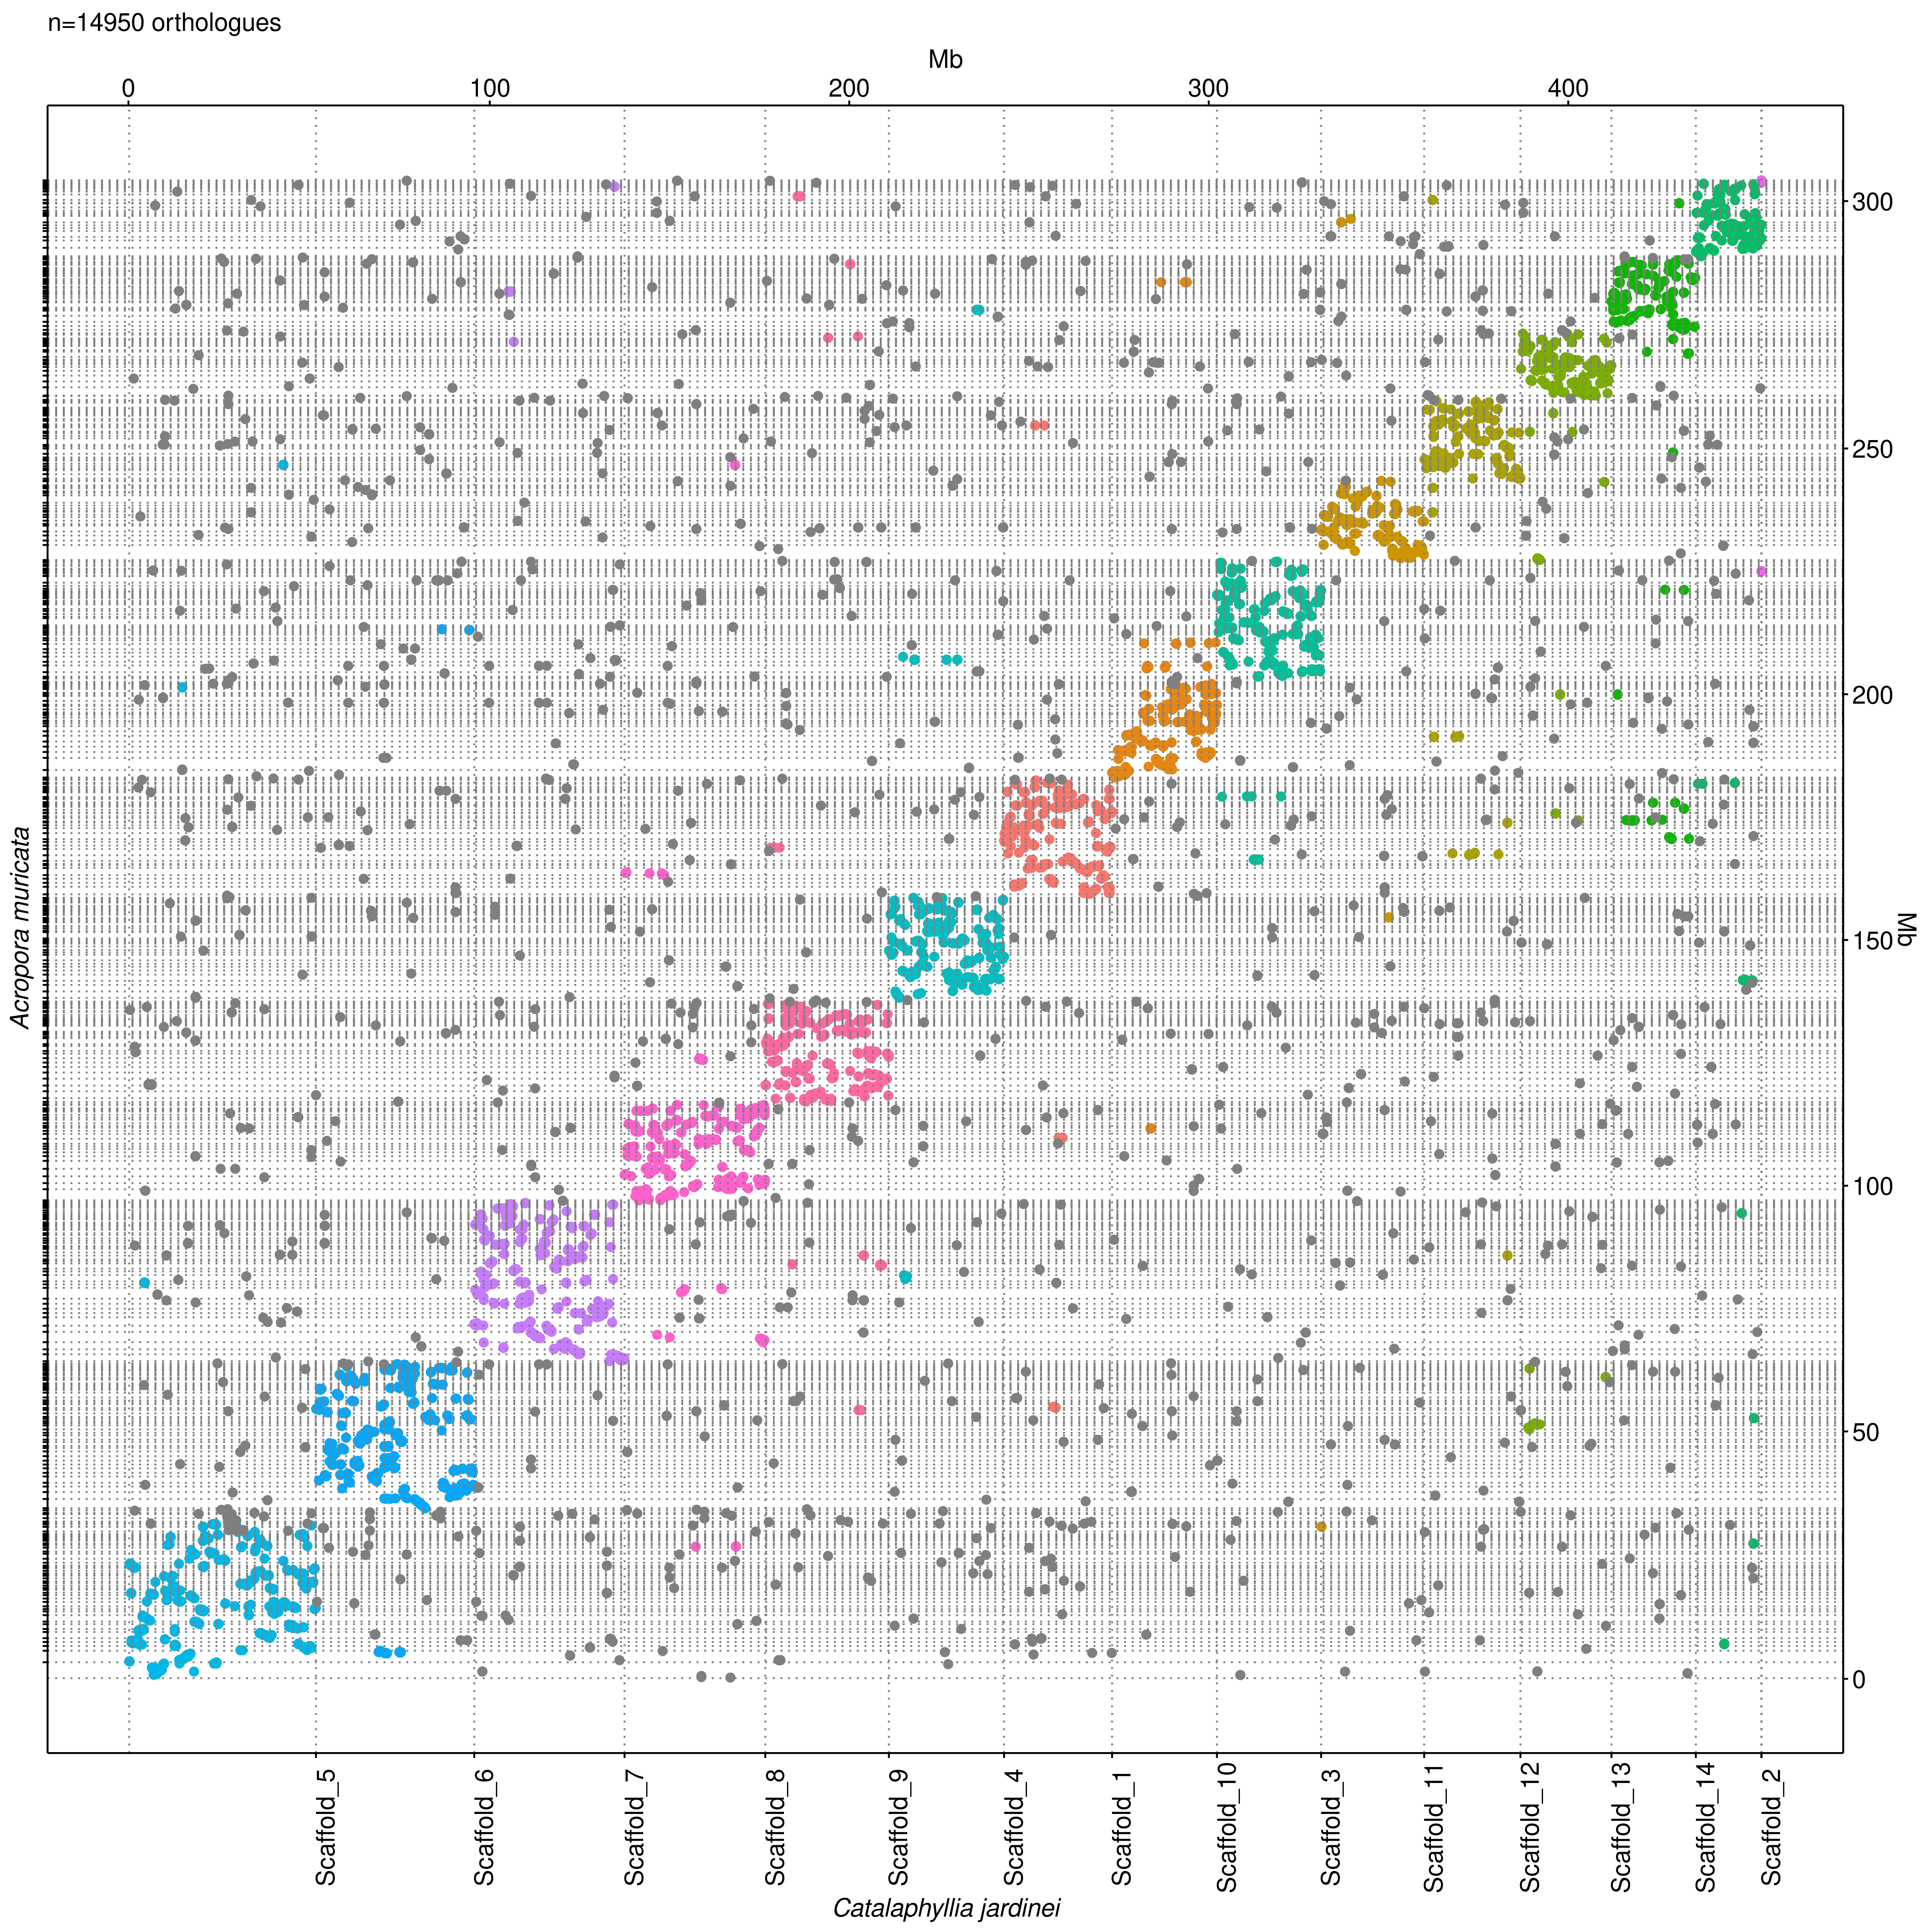 n=14950 orthologues
Mb
0 100 200 300 400
300
250
200
150
100
50
0
Mb
Acropora muricata
Scaffold_5
Scaffold_6
Scaffold_7
Scaffold_8
Scaffold_9
Scaffold_4
Scaffold_1
Scaffold_10
Scaffold_3
Scaffold_11
Scaffold_12
Scaffold_13
Scaffold_14
Scaffold_2
Catalaphyllia jardinei